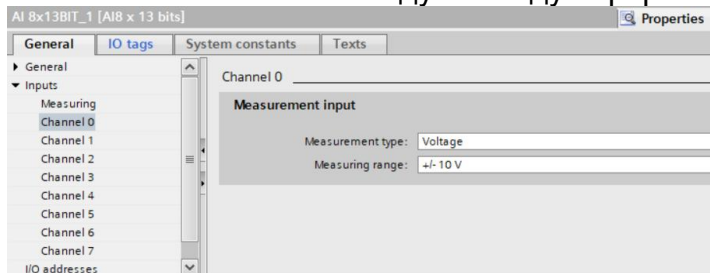 AI 8x13BIT_1 [AI8 x 13 bits]
Properties
General IO tags System constants Texts
General
Inputs
Measuring
Channel 0
Channel 1
Channel 2
Channel 3
Channel 4
Channel 5
Channel 6
Channel 7
I/O addresses
Channel 0
Measurement input
Measurement type: Voltage
Measuring range: +/- 10 V